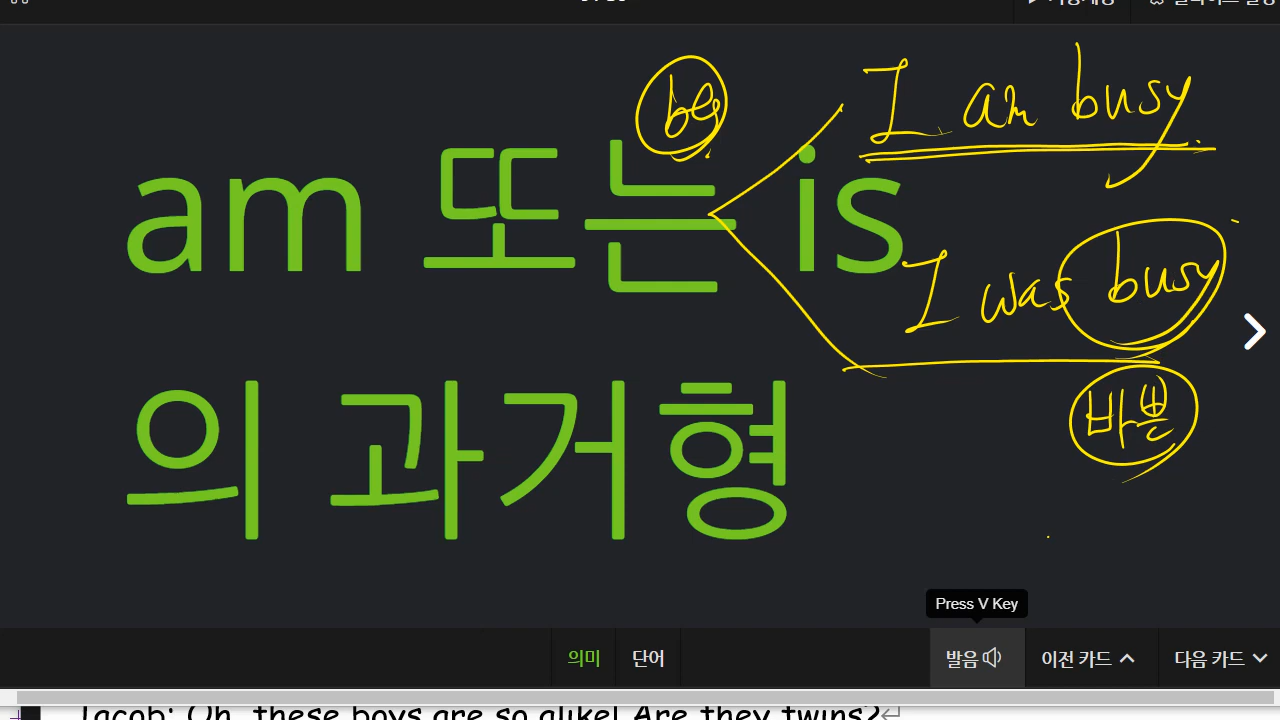 be
I am busy
am 또는 is
I was busy
의 과거형
바쁜
Press V Key
의미
단어
발음
이전 카드
다음 카드
Jacob: Oh, these boys are so alike! Are they twins?